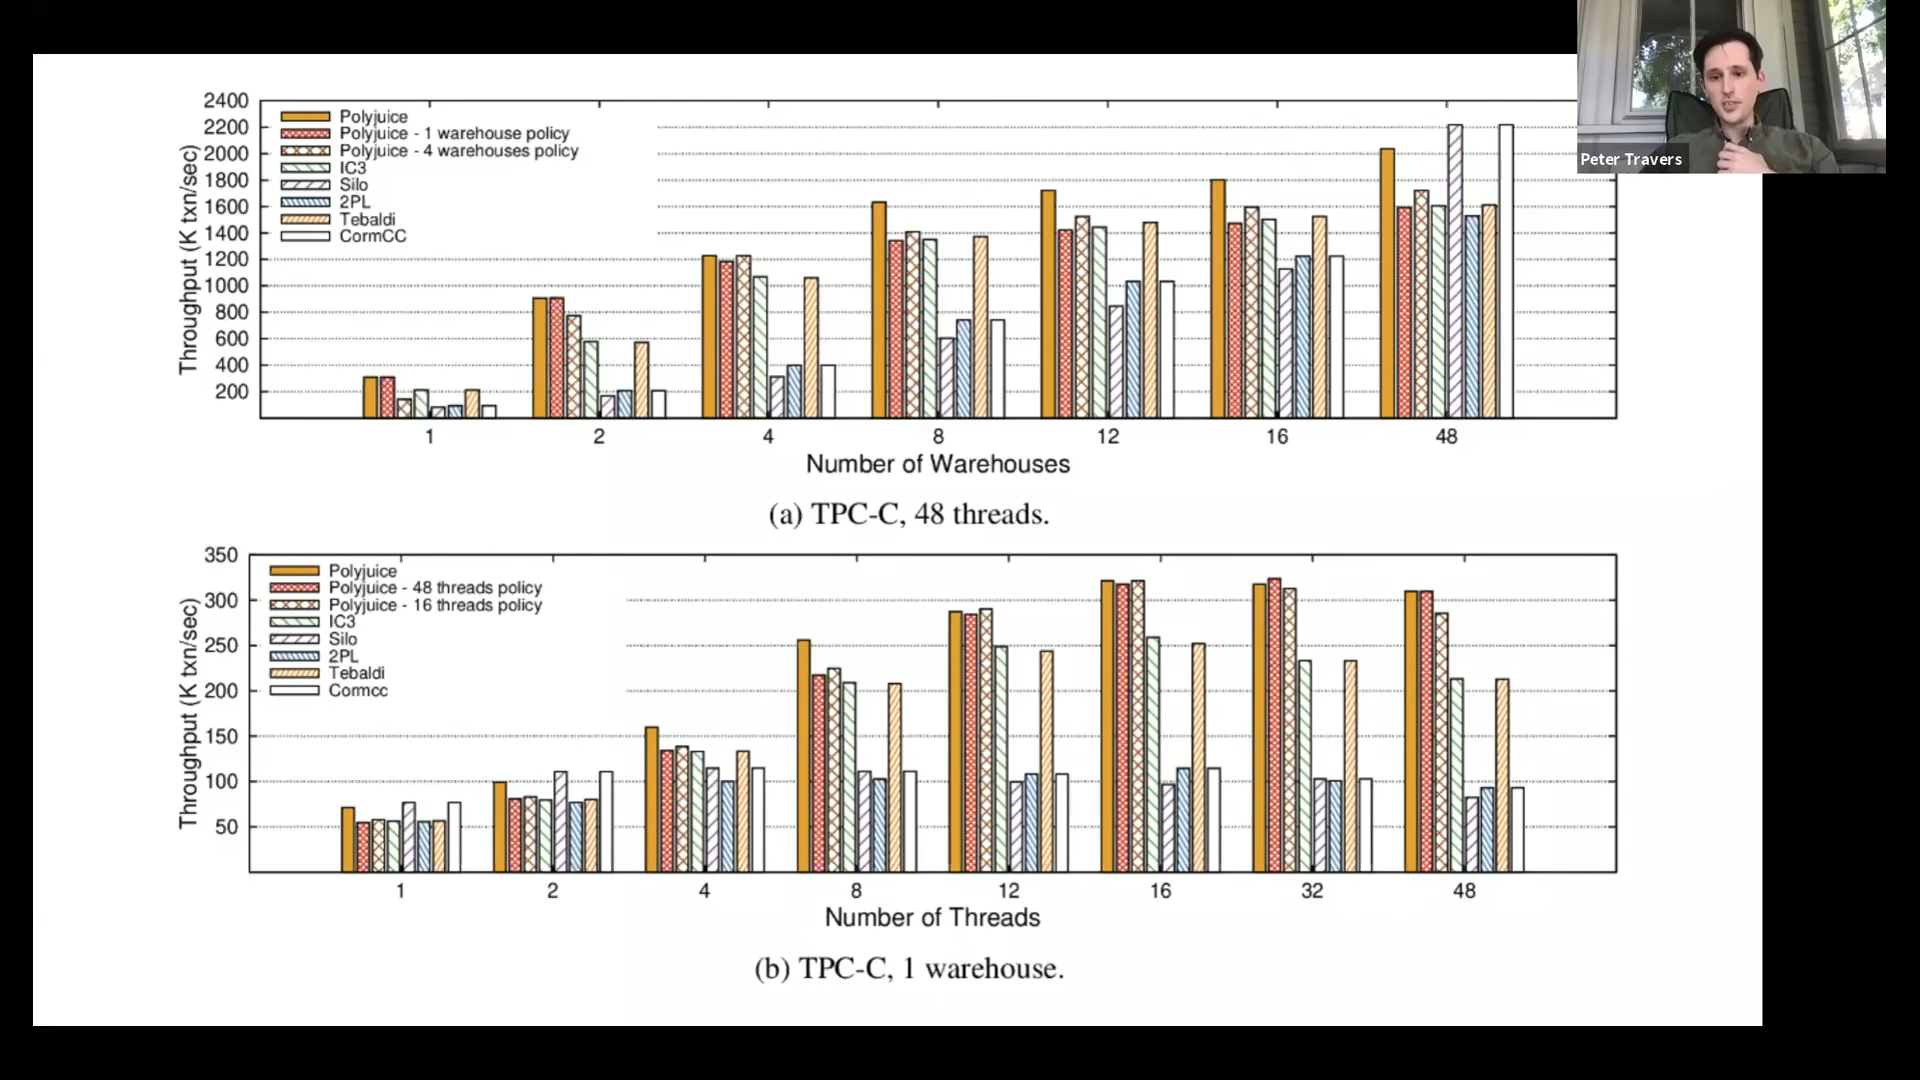 Peter Travers
2400
2200
2000
1800
1600
1400
1200
1000
800
600
400
200
Throughput (K txn/sec)
Polyjuice
Polyjuice - 1 warehouse policy
Polyjuice - 4 warehouses policy
IC3
Silo
2PL
Tebaldi
CormCC
1 2 4 8 12 16 48
Number of Warehouses
(a) TPC-C, 48 threads.
350
300
250
200
150
100
50
Throughput (K txn/sec)
Polyjuice
Polyjuice - 48 threads policy
Polyjuice - 16 threads policy
IC3
Silo
2PL
Tebaldi
Cormcc
1 2 4 8 12 16 32 48
Number of Threads
(b) TPC-C, 1 warehouse.